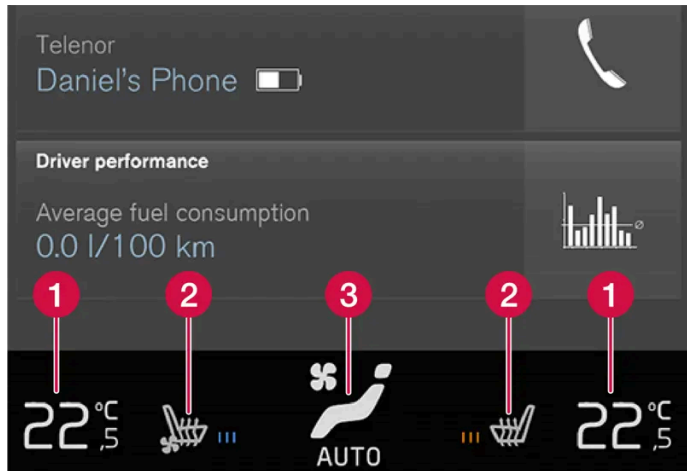 Telenor
Daniel's Phone
Driver performance
Average fuel consumption
0.0 l/100 km
1
2
3
2
1
22,5 °C
22,5 °C
AUTO